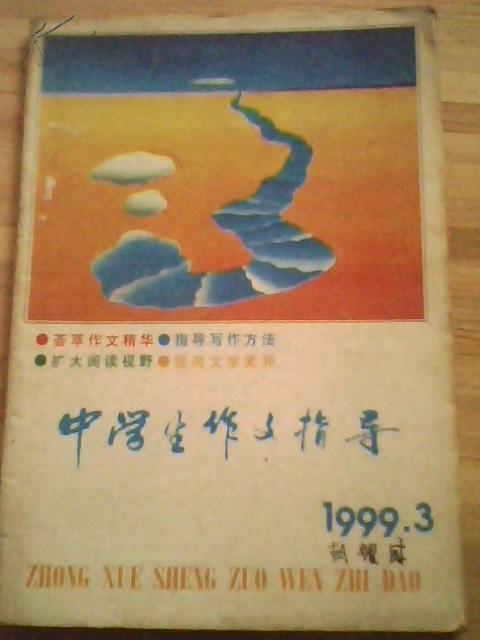 ●荟萃作文精华●指导写作方法
●扩大阅读视野●提高文学素养
中学生作文指导
1999.3
ZHONG XUE SHENG ZUO WEN ZHI DAO